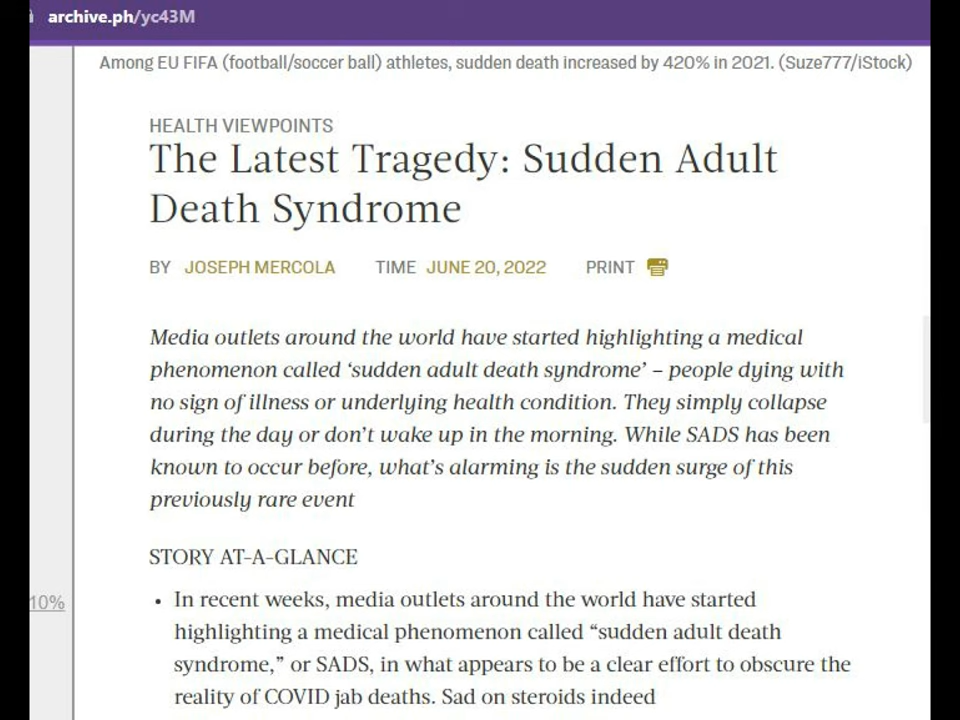 archive.ph/yc43M
Among EU FIFA (football/soccer ball) athletes, sudden death increased by 420% in 2021. (Suze777/iStock)
HEALTH VIEWPOINTS
The Latest Tragedy: Sudden Adult
Death Syndrome
BY JOSEPH MERCOLA TIME JUNE 20, 2022 PRINT
Media outlets around the world have started highlighting a medical
phenomenon called ‘sudden adult death syndrome’ – people dying with
no sign of illness or underlying health condition. They simply collapse
during the day or don’t wake up in the morning. While SADS has been
known to occur before, what’s alarming is the sudden surge of this
previously rare event
STORY AT-A-GLANCE
10%
• In recent weeks, media outlets around the world have started
highlighting a medical phenomenon called “sudden adult death
syndrome,” or SADS, in what appears to be a clear effort to obscure the
reality of COVID jab deaths. Sad on steroids indeed